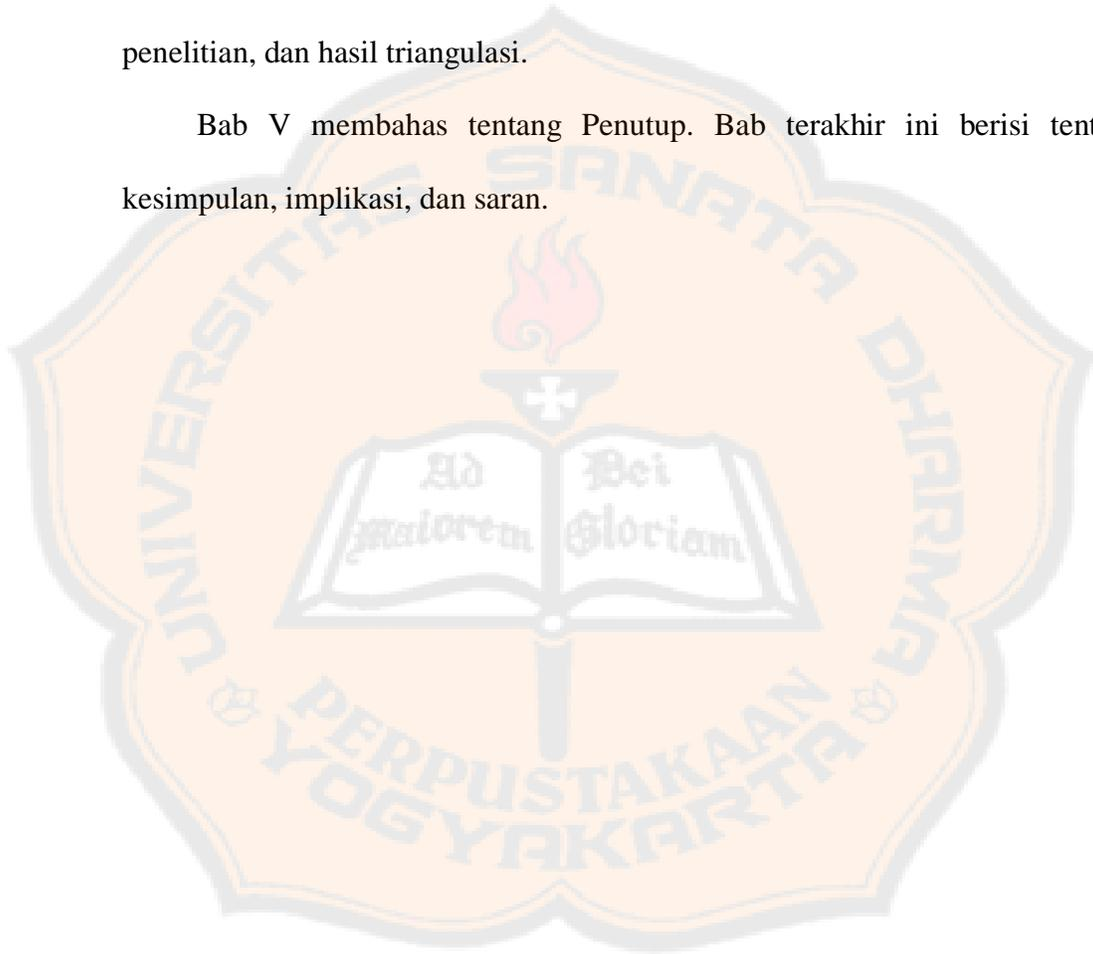 penelitian, dan hasil triangulasi.
Bab V membahas tentang Penutup. Bab terakhir ini berisi
kesimpulan, implikasi, dan saran.
UNIVERSITAS SANATA DHARMA
Ad Dei
Maiorem Gloriam
PERPUSTAKAAN
YOGYAKARTA